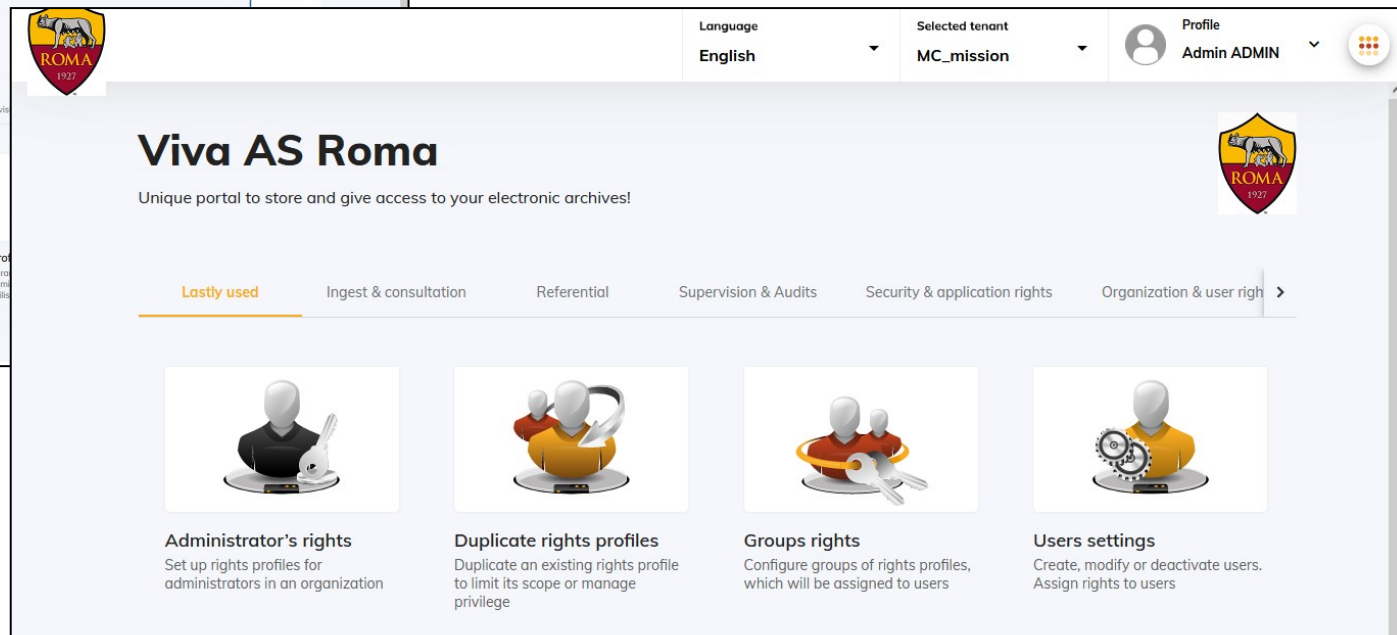 ROMA
1927
Language
English
Selected tenant
MC_mission
Profile
Admin ADMIN
Viva AS Roma
Unique portal to store and give access to your electronic archives!
ROMA
1927
Lastly used
Ingest & consultation
Referential
Supervision & Audits
Security & application rights
Organization & user righ
Administrator's rights
Set up rights profiles for
administrators in an organization
Duplicate rights profiles
Duplicate an existing rights profile
to limit its scope or manage
privilege
Groups rights
Configure groups of rights profiles,
which will be assigned to users
Users settings
Create, modify or deactivate users.
Assign rights to users